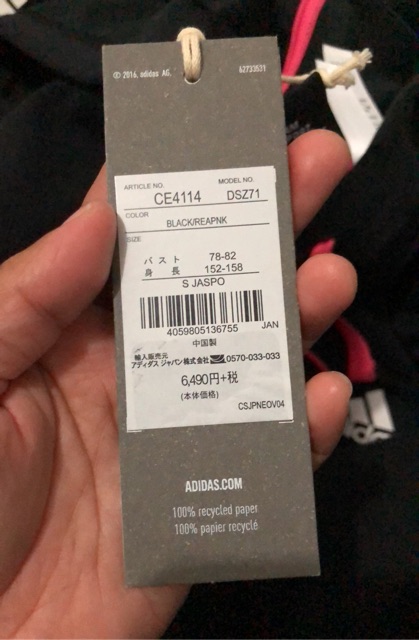 © 2016, adidas AG. 62733531
ARTICLE NO. CE4114 MODEL NO. DSZ71
COLOR
BLACK/REAPNK
SIZE
バスト 78-82
身長 152-158
S JASPO
4059805136755 JAN
中国製
輸入販売元
アディダス ジャパン株式会社 0570-033-033
6,490円+税
(本体価格)
CSJPNEOV04
ADIDAS.COM
100% recycled paper
100% papier recyclé